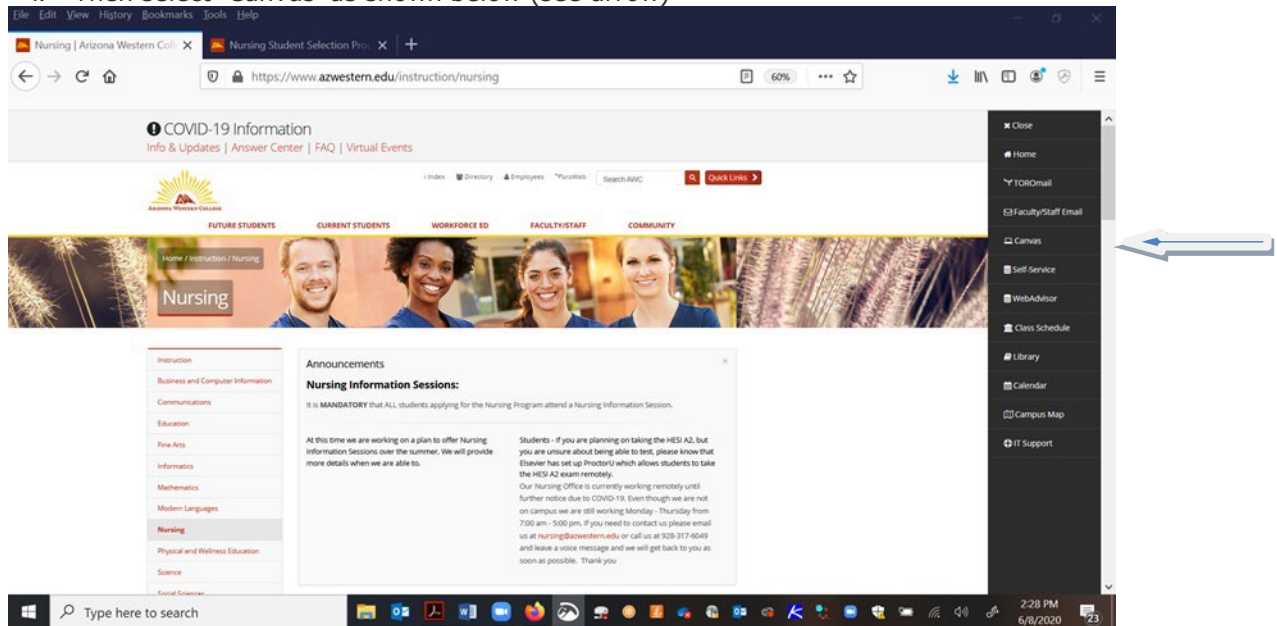 Then select "Canvas" as shown below (see arrow)
File Edit View History Bookmarks Tools Help
Nursing | Arizona Western Coll
Nursing Student Selection Pro
https://www.azwestern.edu/instruction/nursing
60%
COVID-19 Information
Info & Updates | Answer Center | FAQ | Virtual Events
Index Directory Employees ToroWeb Search AWC Quick Links
ARIZONA WESTERN COLLEGE
FUTURE STUDENTS CURRENT STUDENTS WORKFORCE ED FACULTY/STAFF COMMUNITY
Home / Instruction / Nursing
Nursing
Close
Home
TOROmail
Faculty/Staff Email
Canvas
Self-Service
WebAdvisor
Class Schedule
Library
Calendar
Campus Map
IT Support
Instruction
Business and Computer Information
Communications
Education
Fine Arts
Informatics
Mathematics
Modern Languages
Nursing
Physical and Wellness Education
Science
Social Sciences
Announcements
Nursing Information Sessions:
It is MANDATORY that ALL students applying for the Nursing Program attend a Nursing Information Session.
At this time we are working on a plan to offer Nursing
Information Sessions over the summer. We will provide
more details when we are able to.
Students - If you are planning on taking the HESI A2, but
you are unsure about being able to test, please know that
Elsevier has set up ProctorU which allows students to take
the HESI A2 exam remotely.
Our Nursing Office is currently working remotely until
further notice due to COVID-19. Even though we are not
on campus we are still working Monday - Thursday from
7:00 am - 5:00 pm. If you need to contact us please email
us at nursing@azwestern.edu or call us at 928-317-6049
and leave a voice message and we will get back to you as
soon as possible. Thank you
Type here to search
2:28 PM
6/8/2020
23